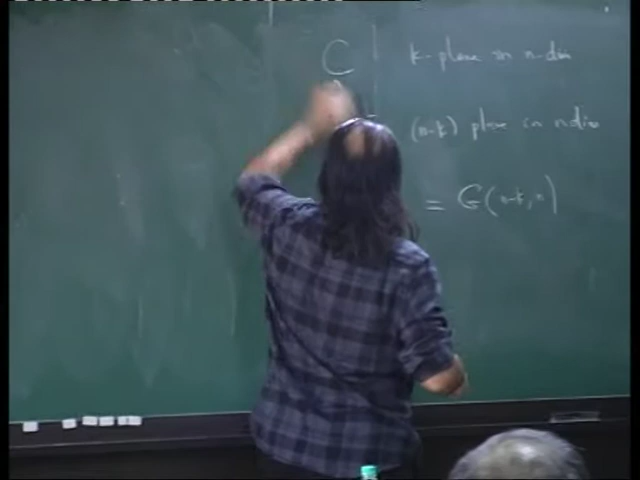 C
k-plane in n-dim
(n-k) plane in n dim
= G(n-k, n)